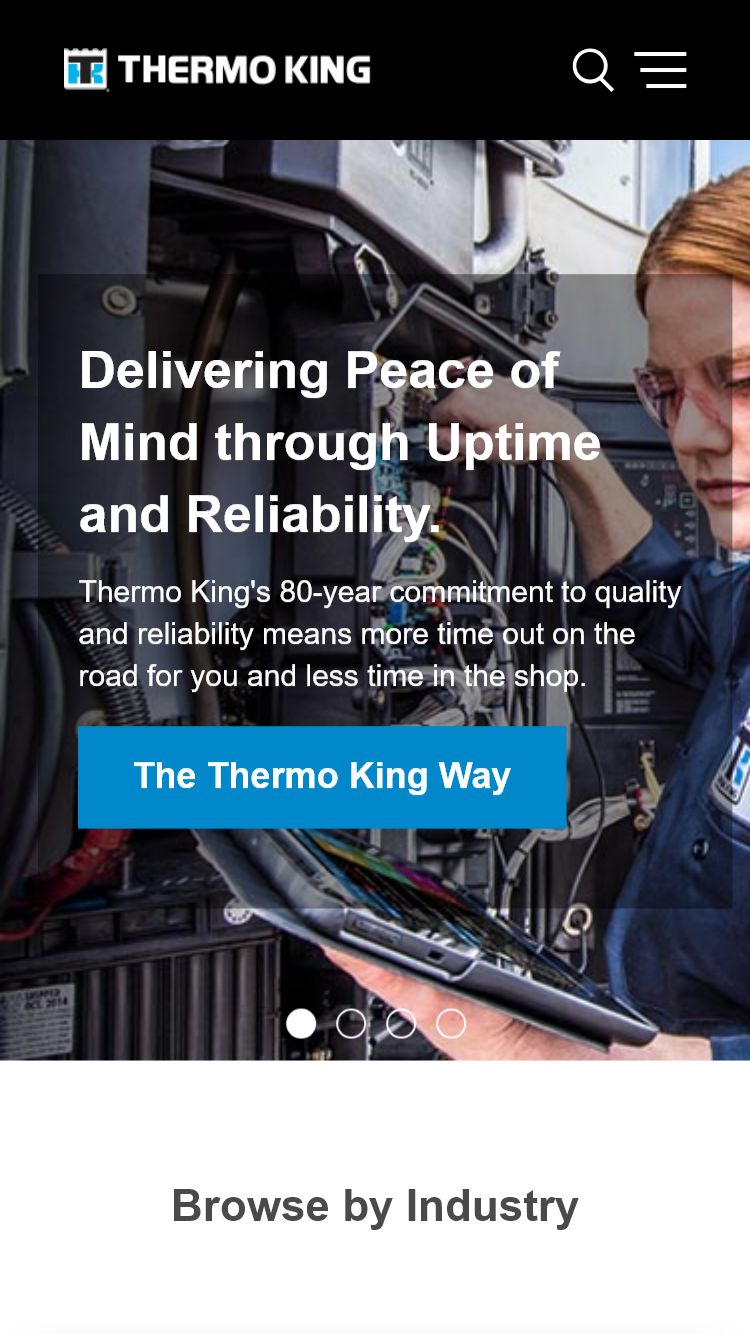 THERMO KING
Delivering Peace of
Mind through Uptime
and Reliability.
Thermo King's 80-year commitment to quality
and reliability means more time out on the
road for you and less time in the shop.
The Thermo King Way
Browse by Industry